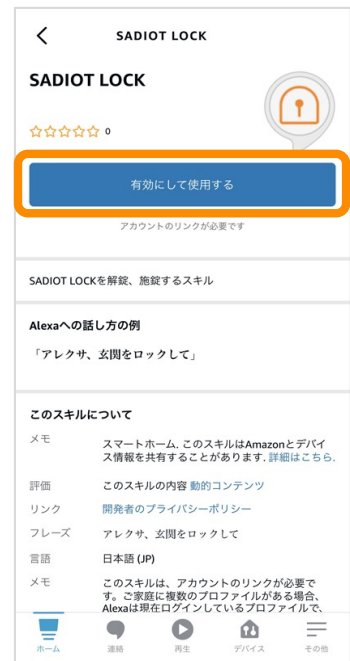 SADIOT LOCK
SADIOT LOCK
0
有効にして使用する
アカウントのリンクが必要です
SADIOT LOCKを解錠、施錠するスキル
Alexaへの話し方の例
「アレクサ、玄関をロックして」
このスキルについて
メモ
スマートホーム. このスキルはAmazonとデバイ
ス情報を共有することがあります. 詳細はこちら.
評価 このスキルの内容 動的コンテンツ
リンク 開発者のプライバシーポリシー
フレーズ アレクサ、玄関をロックして
言語 日本語 (JP)
メモ このスキルは、アカウントのリンクが必要で
す。ご家庭に複数のプロファイルがある場合、
Alexaは現在ログインしているプロファイルで、
ホーム 連絡 再生 デバイス その他